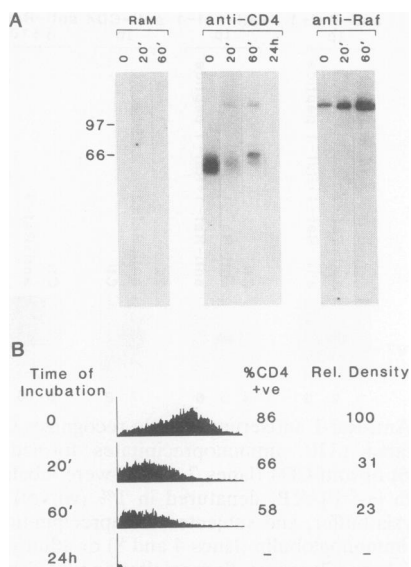 A
RaM anti-CD4 anti-Raf
0 20' 60' 0 20' 60' 24h 0 20' 60'
97-
66-
B
Time of Incubation %CD4 +ve Rel. Density
0 86 100
20' 66 31
60' 58 23
24h - -